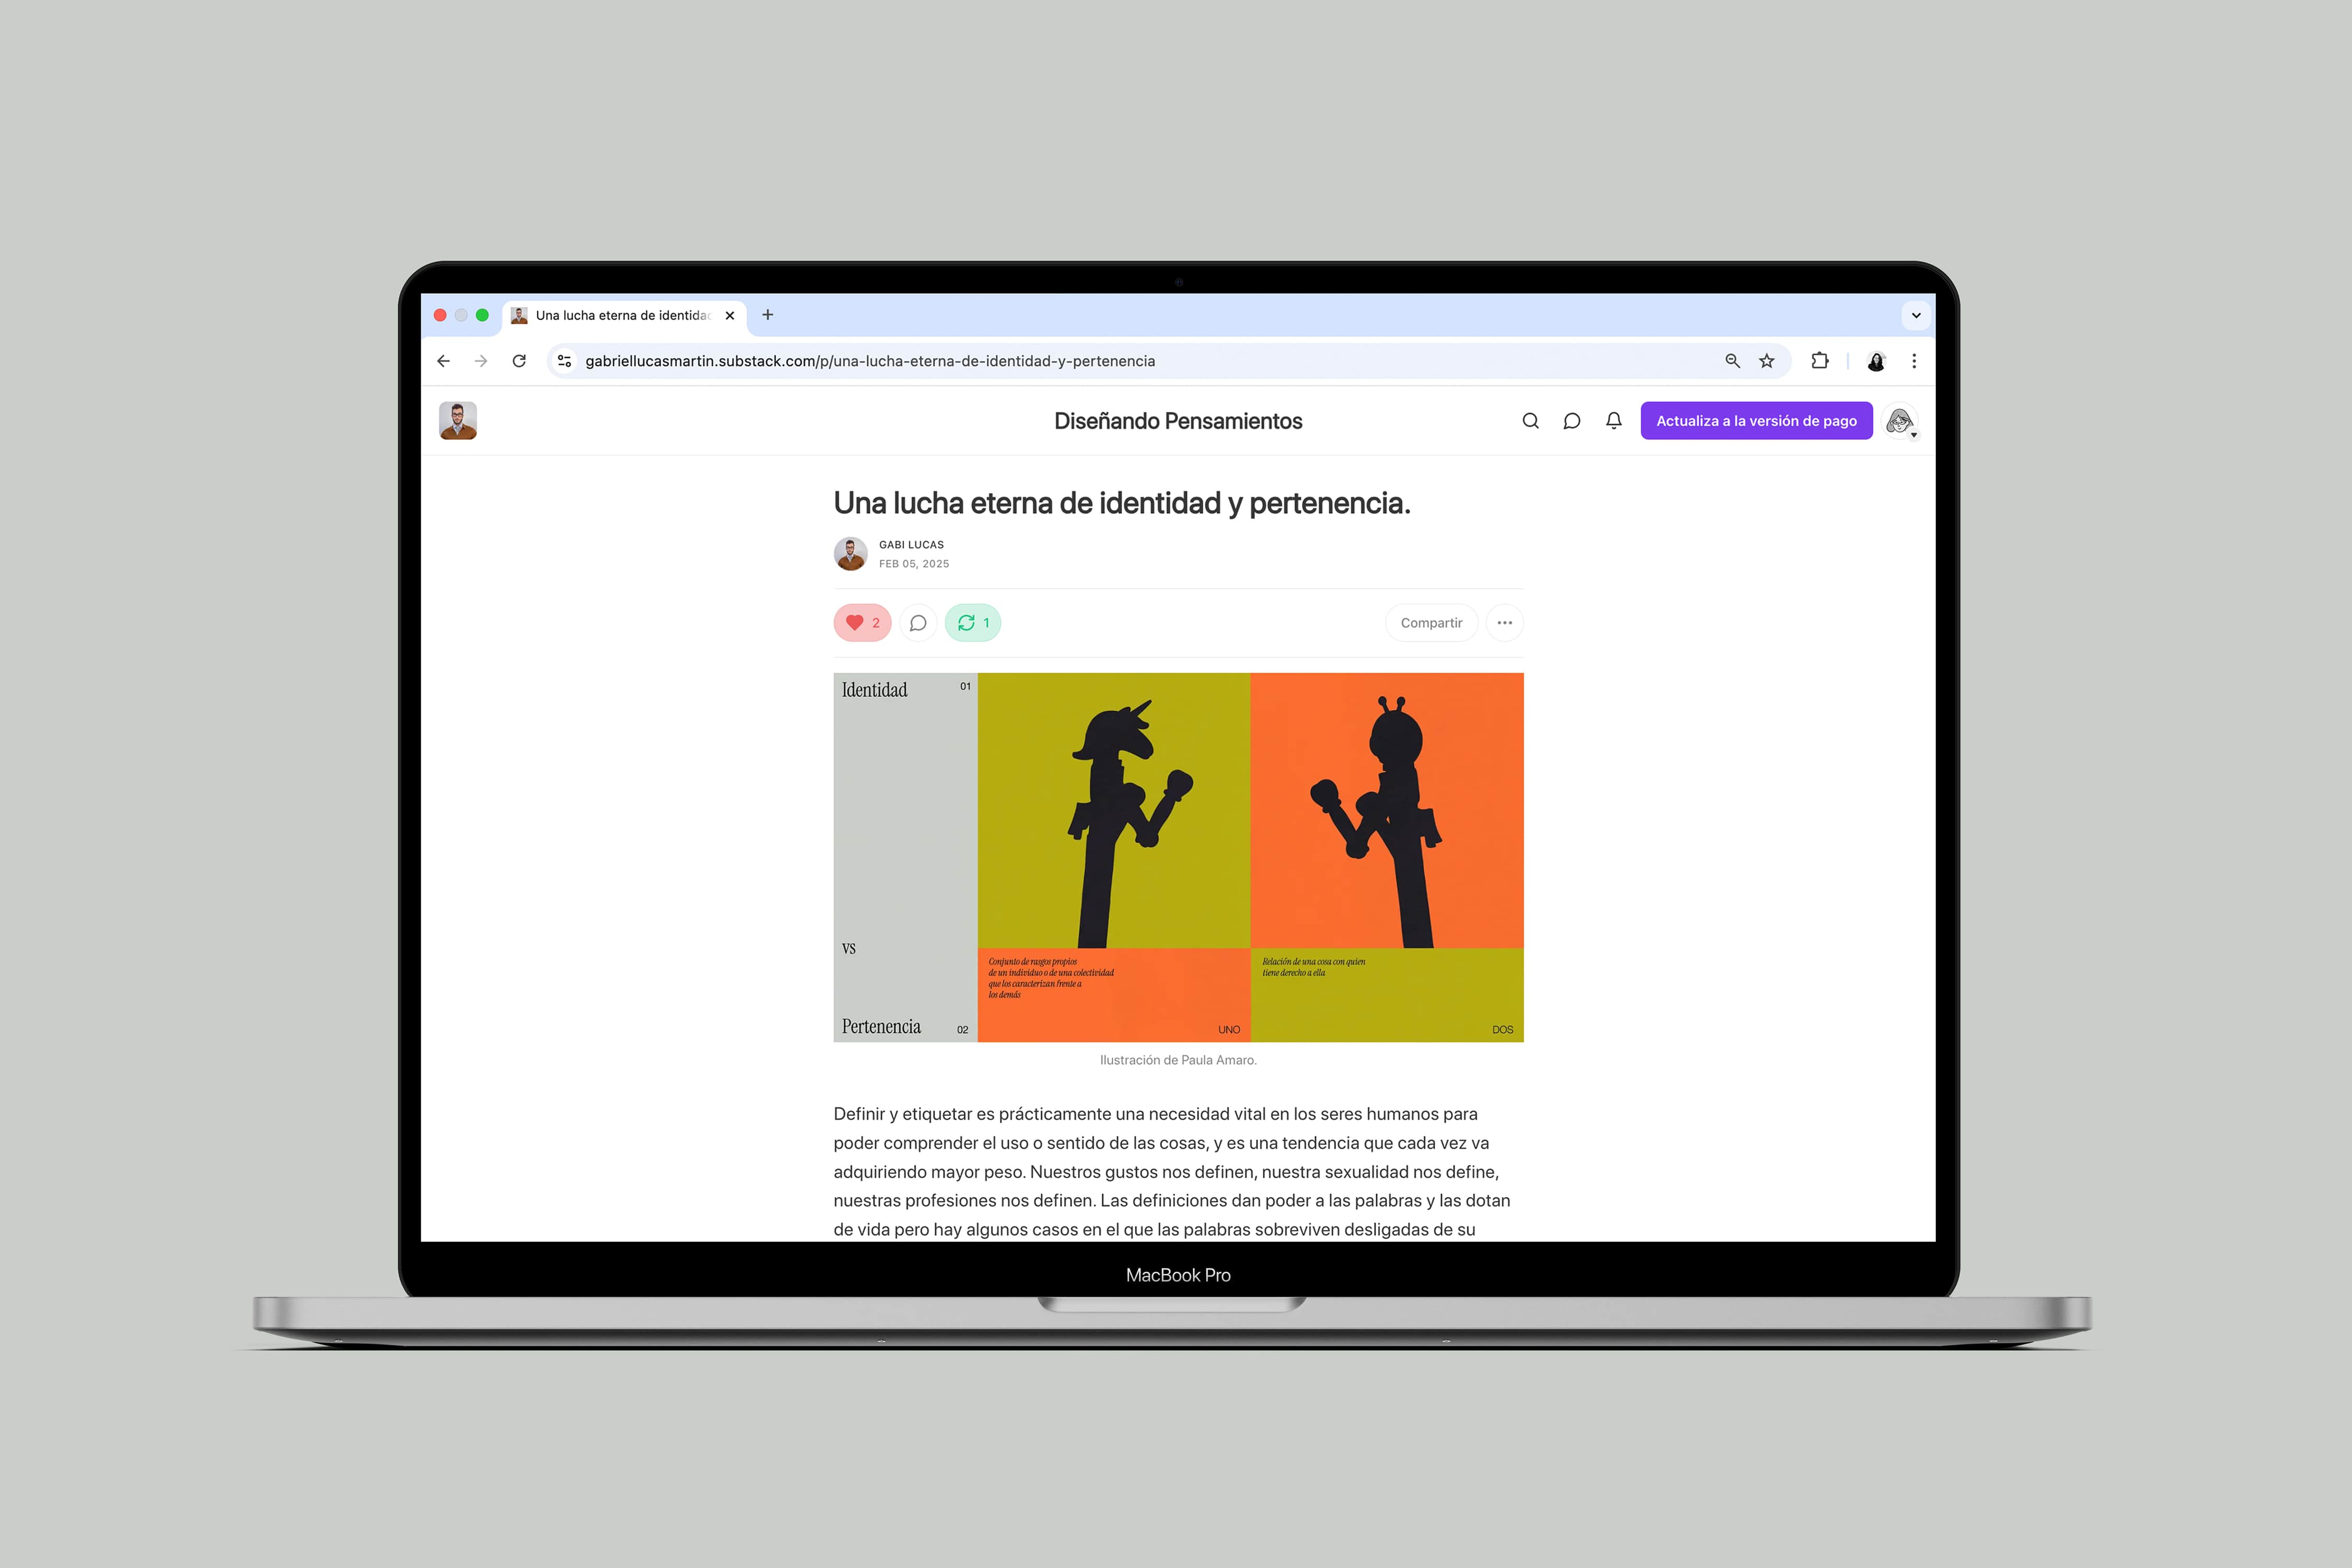 Una lucha eterna de identidad
gabriellucasmartin.substack.com/p/una-lucha-eterna-de-identidad-y-pertenencia
Diseñando Pensamientos
Actualiza a la versión de pago
Una lucha eterna de identidad y pertenencia.
GABI LUCAS
FEB 05, 2025
2
1
Compartir
Identidad
01
vs
Pertenencia
02
Conjunto de rasgos propios
de un individuo o de una colectividad
que los caracterizan frente a
los demás
UNO
Relación de una cosa con quien
tiene derecho a ella
DOS
Ilustración de Paula Amaro.
Definir y etiquetar es prácticamente una necesidad vital en los seres humanos para
poder comprender el uso o sentido de las cosas, y es una tendencia que cada vez va
adquiriendo mayor peso. Nuestros gustos nos definen, nuestra sexualidad nos define,
nuestras profesiones nos definen. Las definiciones dan poder a las palabras y las dotan
de vida pero hay algunos casos en el que las palabras sobreviven desligadas de su
MacBook Pro